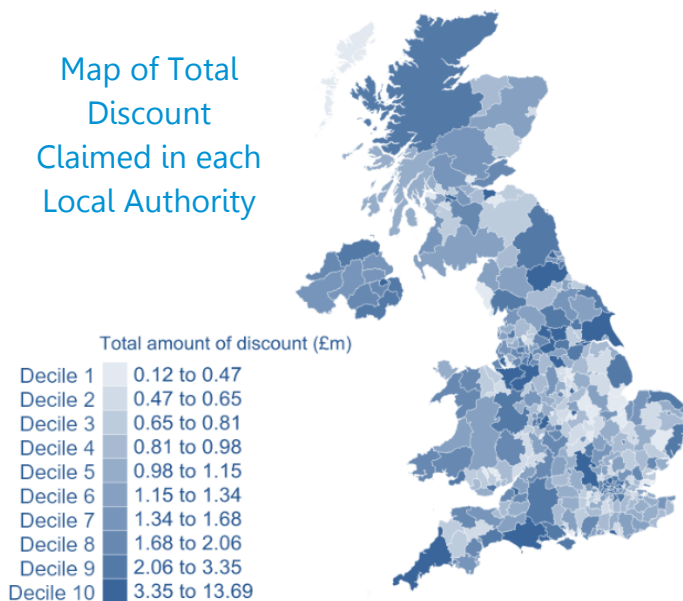 Map of Total
Discount
Claimed in each
Local Authority
Total amount of discount (£m)
Decile 1 0.12 to 0.47
Decile 2 0.47 to 0.65
Decile 3 0.65 to 0.81
Decile 4 0.81 to 0.98
Decile 5 0.98 to 1.15
Decile 6 1.15 to 1.34
Decile 7 1.34 to 1.68
Decile 8 1.68 to 2.06
Decile 9 2.06 to 3.35
Decile 10 3.35 to 13.69